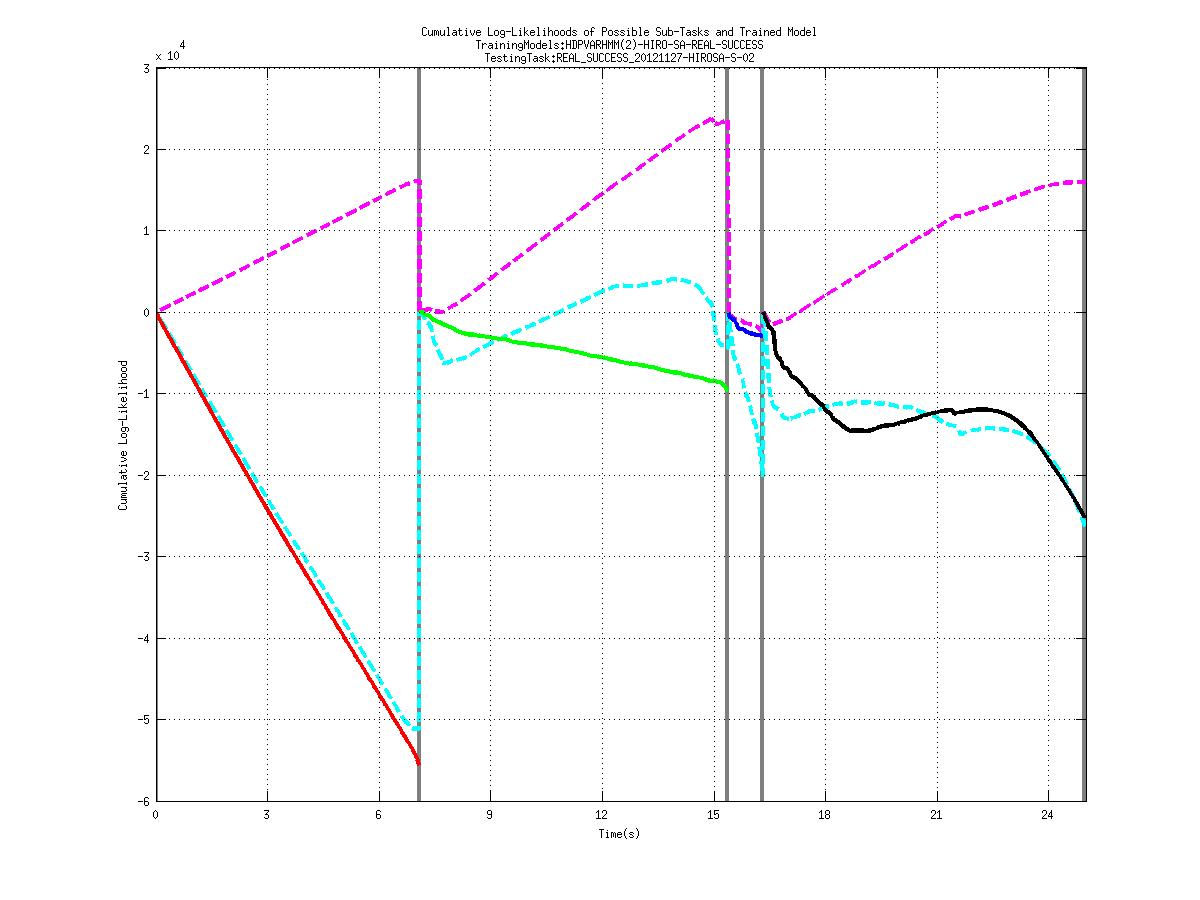 Cumulative Log-Likelihoods of Possible Sub-Tasks and Trained Model
TrainingModels:HDPVARHMM(2)-HIRO-SA-REAL-SUCCESS
TestingTask:REAL_SUCCESS_20121127-HIROSA-S-02
x 10^4
3
2
1
0
-1
-2
-3
-4
-5
-6
Cumulative Log-Likelihood
0 3 6 9 12 15 18 21 24
Time(s)